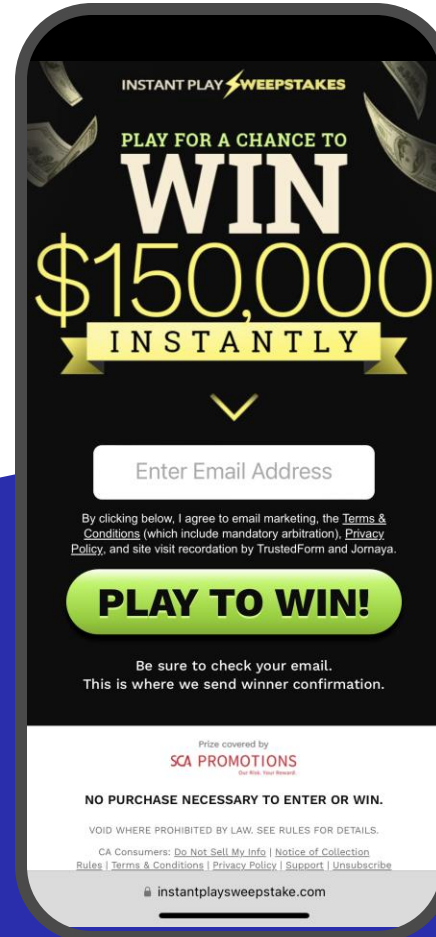 INSTANT PLAY SWEEPSTAKES
PLAY FOR A CHANCE TO
WIN
$150,000
INSTANTLY
Enter Email Address
By clicking below, I agree to email marketing, the Terms &
Conditions (which include mandatory arbitration), Privacy
Policy, and site visit recordation by TrustedForm and Jornaya.
PLAY TO WIN!
Be sure to check your email.
This is where we send winner confirmation.
Prize covered by
SCA PROMOTIONS
Our Risk. Your Reward.
NO PURCHASE NECESSARY TO ENTER OR WIN.
VOID WHERE PROHIBITED BY LAW. SEE RULES FOR DETAILS.
CA Consumers: Do Not Sell My Info | Notice of Collection
Rules | Terms & Conditions | Privacy Policy | Support | Unsubscribe
instantplaysweepstake.com